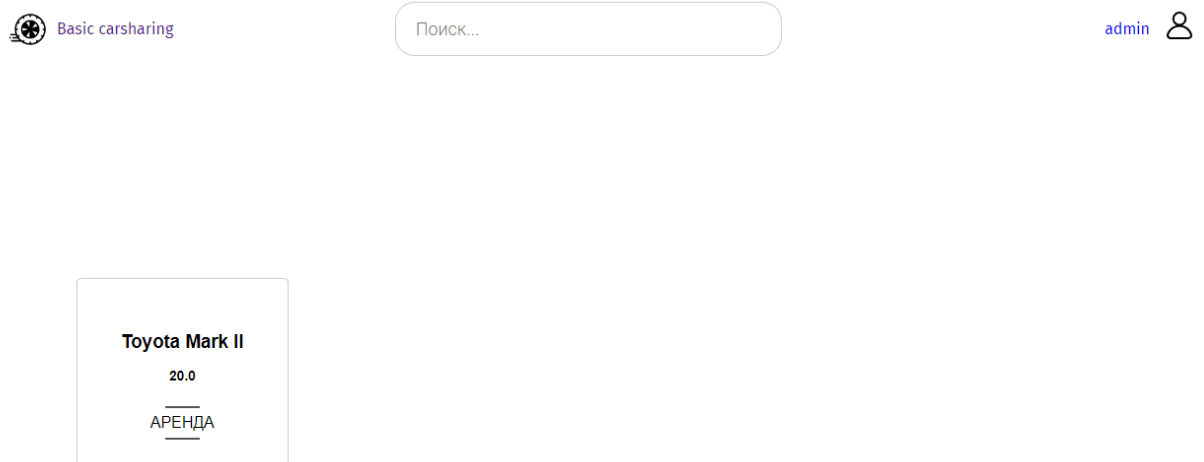 Basic carsharing
Поиск...
admin
Toyota Mark II
20.0
АРЕНДА